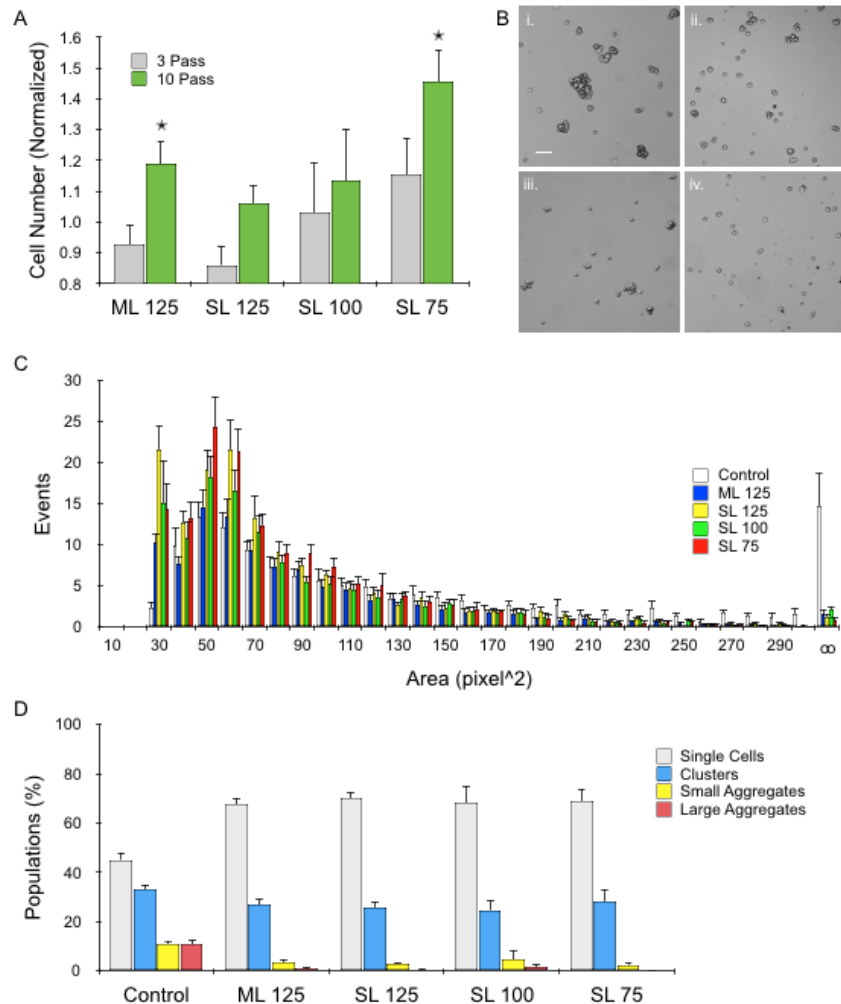 A
1.6
1.5
1.4
1.3
1.2
1.1
1.0
0.9
0.8
Cell Number (Normalized)
3 Pass
10 Pass
★
★
ML 125
SL 125
SL 100
SL 75
B
i.
ii.
iii.
iv.
C
30
25
20
15
10
5
0
Events
Control
ML 125
SL 125
SL 100
SL 75
10
30
50
70
90
110
130
150
170
190
210
230
250
270
290
∞
Area (pixel^2)
D
100
80
60
40
20
0
Populations (%)
Single Cells
Clusters
Small Aggregates
Large Aggregates
Control
ML 125
SL 125
SL 100
SL 75